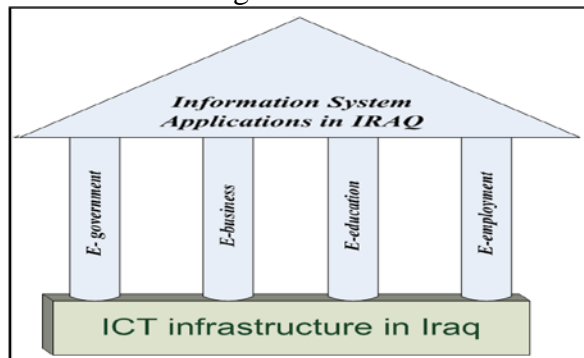 Information System
Applications in IRAQ
E- government
E-business
E-education
E-employment
ICT infrastructure in Iraq